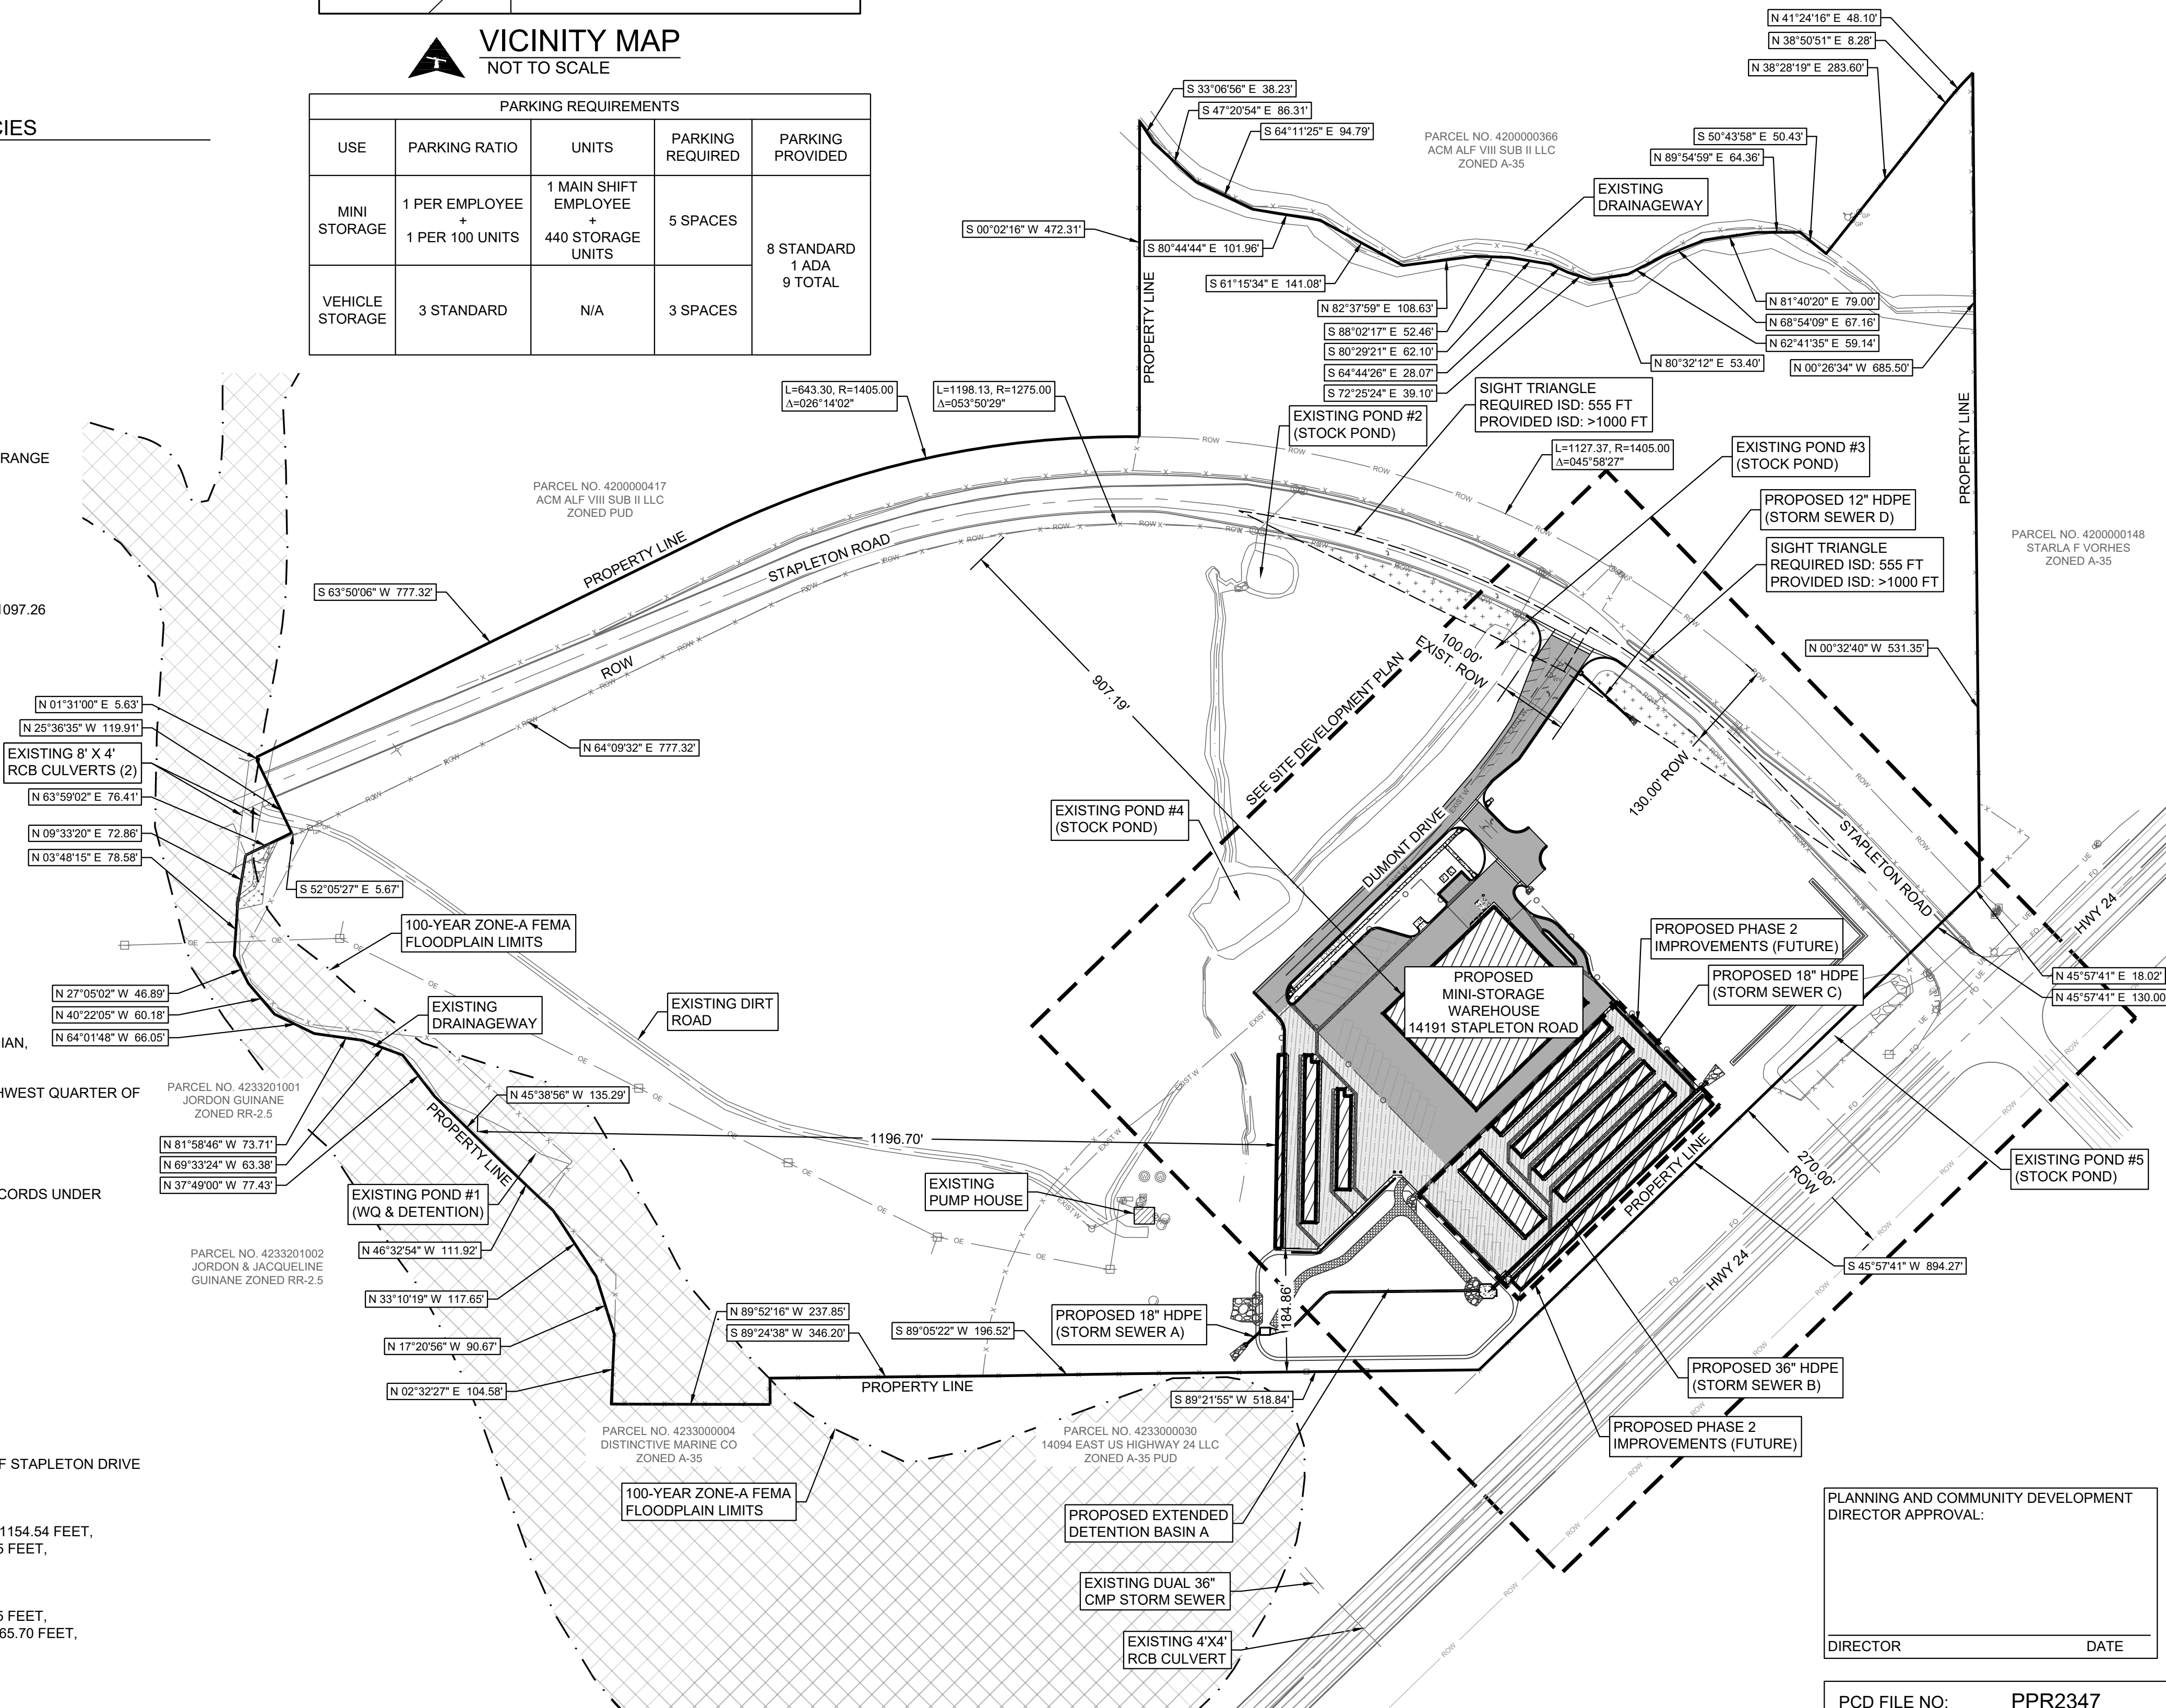 VICINITY MAP
NOT TO SCALE
PARKING REQUIREMENTS
USE
PARKING RATIO
UNITS
PARKING
REQUIRED
PARKING
PROVIDED
MINI
STORAGE
1 PER EMPLOYEE
+
1 PER 100 UNITS
1 MAIN SHIFT
EMPLOYEE
+
440 STORAGE
UNITS
5 SPACES
8 STANDARD
1 ADA
9 TOTAL
VEHICLE
STORAGE
3 STANDARD
N/A
3 SPACES
CIES
RANGE
1097.26
IAN,
HWEST QUARTER OF
CORDS UNDER
F STAPLETON DRIVE
1154.54 FEET,
5 FEET,
5 FEET,
65.70 FEET,
N 41°24'16" E 48.10'
N 38°50'51" E 8.28'
N 38°28'19" E 283.60'
S 33°06'56" E 38.23'
S 47°20'54" E 86.31'
S 64°11'25" E 94.79'
PARCEL NO. 4200000366
ACM ALF VIII SUB II LLC
ZONED A-35
S 50°43'58" E 50.43'
N 89°54'59" E 64.36'
EXISTING
DRAINAGEWAY
S 00°02'16" W 472.31'
S 80°44'44" E 101.96'
S 61°15'34" E 141.08'
N 82°37'59" E 108.63'
S 88°02'17" E 52.46'
S 80°29'21" E 62.10'
S 64°44'26" E 28.07'
S 72°25'24" E 39.10'
N 81°40'20" E 79.00'
N 68°54'09" E 67.16'
N 62°41'35" E 59.14'
N 80°32'12" E 53.40'
N 00°26'34" W 685.50'
PROPERTY LINE
PROPERTY LINE
L=643.30, R=1405.00
Δ=026°14'02"
L=1198.13, R=1275.00
Δ=053°50'29"
SIGHT TRIANGLE
REQUIRED ISD: 555 FT
PROVIDED ISD: >1000 FT
EXISTING POND #2
(STOCK POND)
L=1127.37, R=1405.00
Δ=045°58'27"
EXISTING POND #3
(STOCK POND)
PROPOSED 12" HDPE
(STORM SEWER D)
SIGHT TRIANGLE
REQUIRED ISD: 555 FT
PROVIDED ISD: >1000 FT
PARCEL NO. 4200000417
ACM ALF VIII SUB II LLC
ZONED PUD
PARCEL NO. 4200000148
STARLA F VORHES
ZONED A-35
PROPERTY LINE
STAPLETON ROAD
ROW
S 63°50'06" W 777.32'
N 64°09'32" E 777.32'
907.19'
100.00'
EXIST. ROW
SEE SITE DEVELOPMENT PLAN
130.00' ROW
N 00°32'40" W 531.35'
N 01°31'00" E 5.63'
N 25°36'35" W 119.91'
EXISTING 8' X 4'
RCB CULVERTS (2)
N 63°59'02" E 76.41'
N 09°33'20" E 72.86'
N 03°48'15" E 78.58'
S 52°05'27" E 5.67'
EXISTING POND #4
(STOCK POND)
DUMONT DRIVE
STAPLETON ROAD
HWY 24
100-YEAR ZONE-A FEMA
FLOODPLAIN LIMITS
PROPOSED PHASE 2
IMPROVEMENTS (FUTURE)
PROPOSED
MINI-STORAGE
WAREHOUSE
14191 STAPLETON ROAD
PROPOSED 18" HDPE
(STORM SEWER C)
N 45°57'41" E 18.02'
N 45°57'41" E 130.00
N 27°05'02" W 46.89'
N 40°22'05" W 60.18'
N 64°01'48" W 66.05'
EXISTING
DRAINAGEWAY
EXISTING DIRT
ROAD
PARCEL NO. 4233201001
JORDON GUINANE
ZONED RR-2.5
N 45°38'56" W 135.29'
PROPERTY LINE
1196.70'
N 81°58'46" W 73.71'
N 69°33'24" W 63.38'
N 37°49'00" W 77.43'
EXISTING
PUMP HOUSE
EXISTING POND #1
(WQ & DETENTION)
PROPERTY LINE
270.00'
ROW
EXISTING POND #5
(STOCK POND)
N 46°32'54" W 111.92'
PARCEL NO. 4233201002
JORDON & JACQUELINE
GUINANE ZONED RR-2.5
HWY 24
S 45°57'41" W 894.27'
N 33°10'19" W 117.65'
N 89°52'16" W 237.85'
S 89°24'38" W 346.20'
S 89°05'22" W 196.52'
PROPOSED 18" HDPE
(STORM SEWER A)
184.86'
N 17°20'56" W 90.67'
N 02°32'27" E 104.58'
PROPERTY LINE
S 89°21'55" W 518.84'
PROPOSED 36" HDPE
(STORM SEWER B)
PROPOSED PHASE 2
IMPROVEMENTS (FUTURE)
PARCEL NO. 4233000004
DISTINCTIVE MARINE CO
ZONED A-35
PARCEL NO. 4233000030
14094 EAST US HIGHWAY 24 LLC
ZONED A-35 PUD
100-YEAR ZONE-A FEMA
FLOODPLAIN LIMITS
PROPOSED EXTENDED
DETENTION BASIN A
EXISTING DUAL 36"
CMP STORM SEWER
EXISTING 4'X4'
RCB CULVERT
PLANNING AND COMMUNITY DEVELOPMENT
DIRECTOR APPROVAL:
DIRECTOR
DATE
PCD FILE NO:
PPR2347